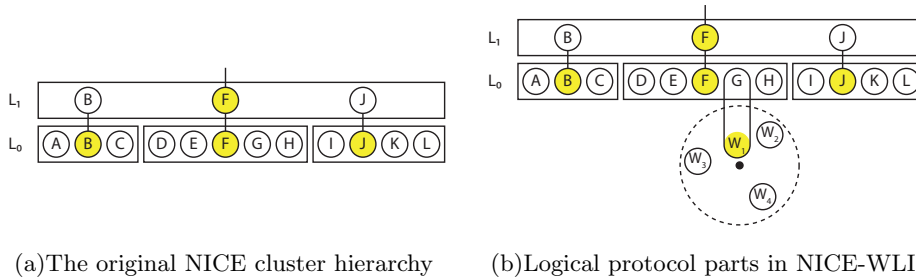 L₁ B F J
L₀ A B C D E F G H I J K L
(a)The original NICE cluster hierarchy
L₁ B F J
L₀ A B C D E F G H I J K L
W₁ W₂
W₃
W₄
(b)Logical protocol parts in NICE-WLI